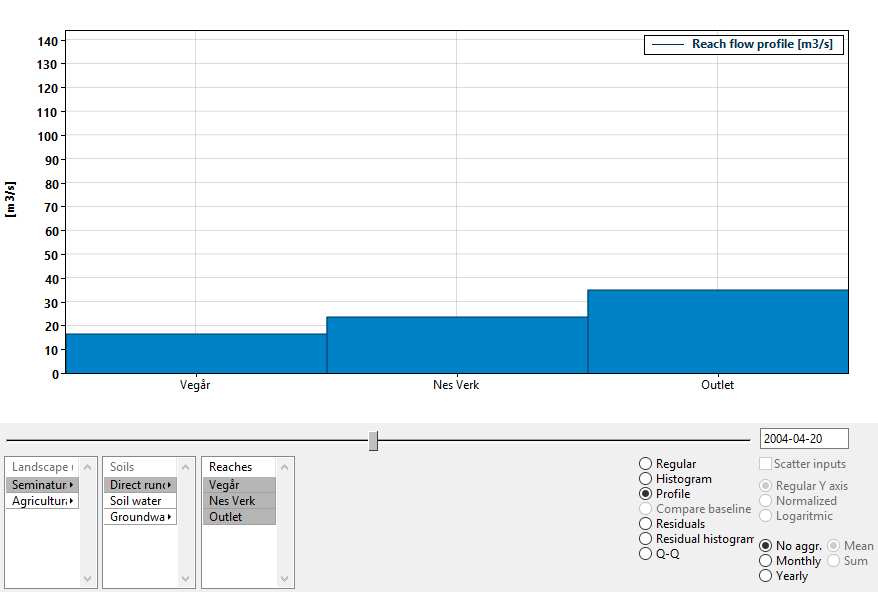 Reach flow profile [m3/s]
140
130
120
110
100
90
80
70
60
50
40
30
20
10
0
[m3/s]
Vegår Nes Verk Outlet
2004-04-20
Landscape Soils Reaches
Seminatur Direct run Vegår
Agricultur Soil water Nes Verk
Groundwa Outlet
Regular
Histogram
Profile
Compare baseline
Residuals
Residual histogram
Q-Q
Scatter inputs
Regular Y axis
Normalized
Logaritmic
No aggr. Mean
Monthly Sum
Yearly